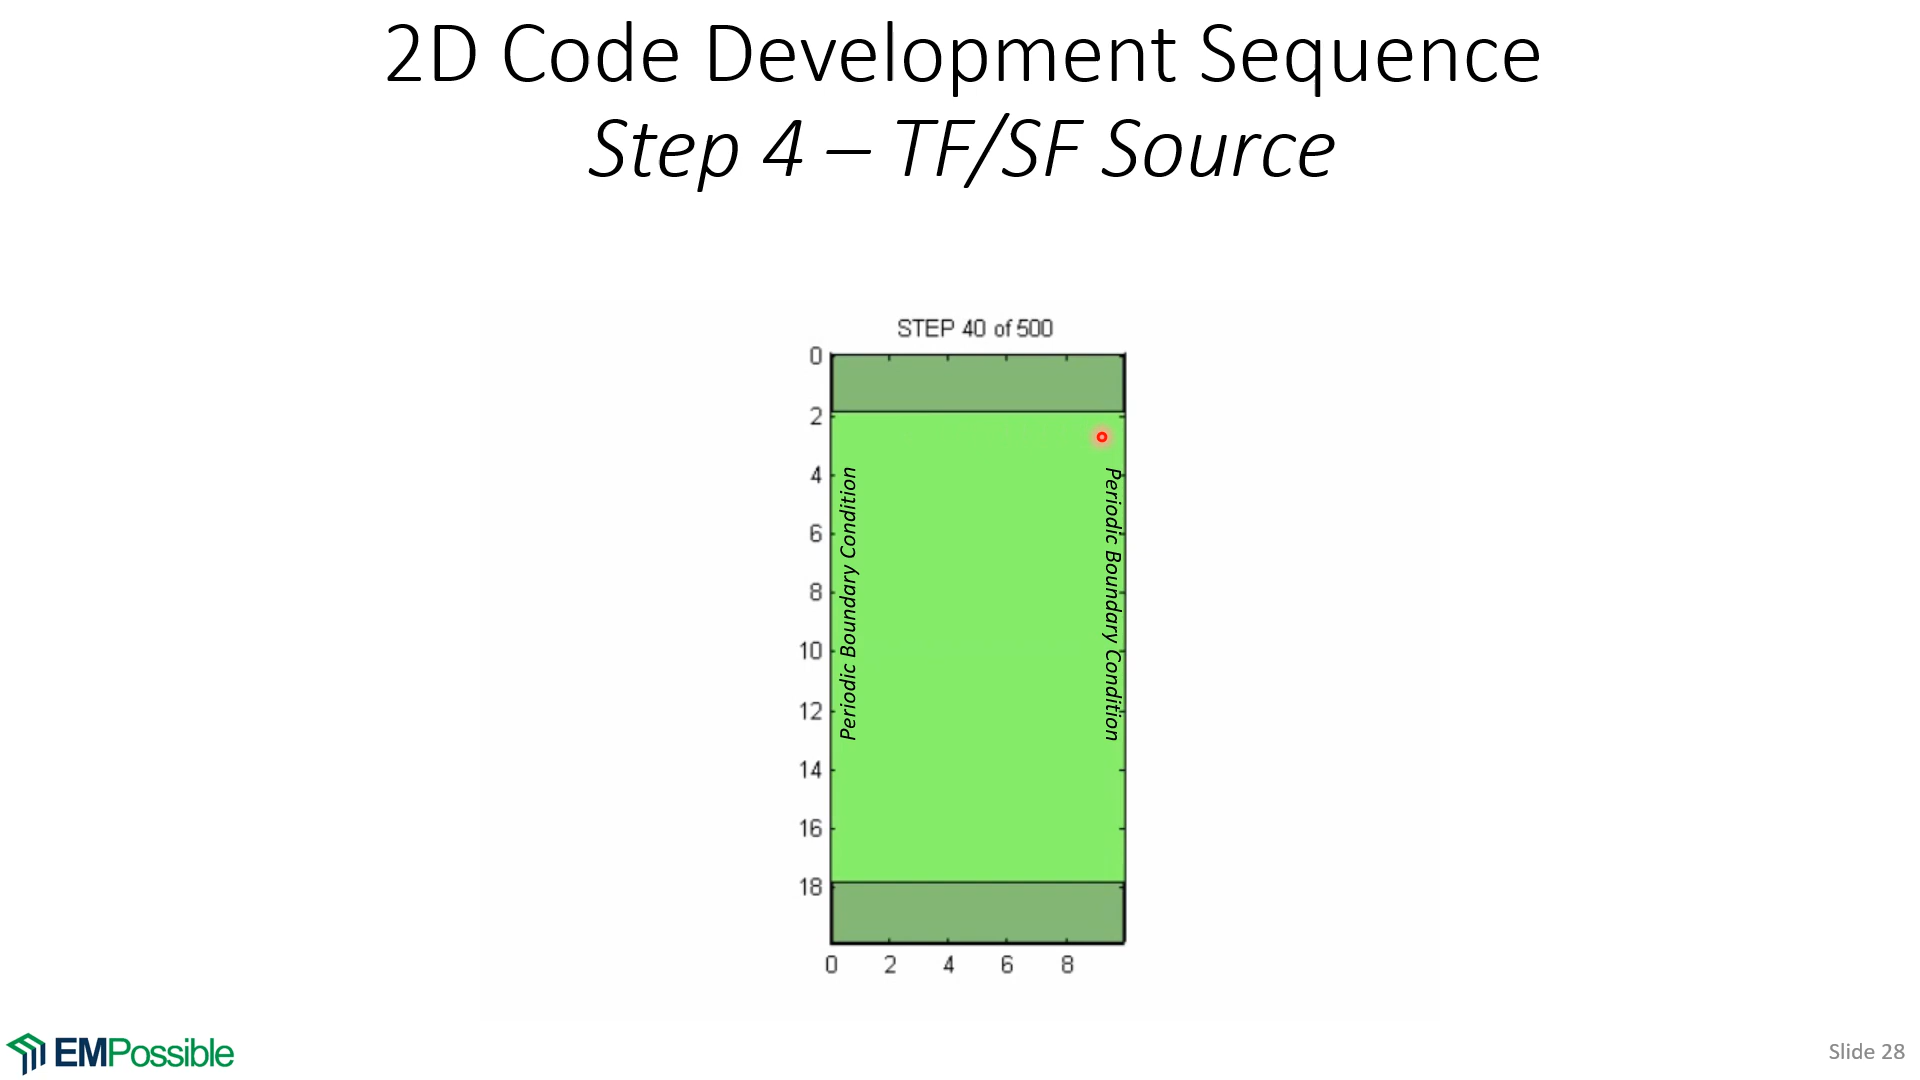 2D Code Development Sequence
Step 4 – TF/SF Source
STEP 40 of 500
0
2
4
6
8
10
12
14
16
18
Periodic Boundary Condition
Periodic Boundary Condition
0 2 4 6 8
EMPossible
Slide 28